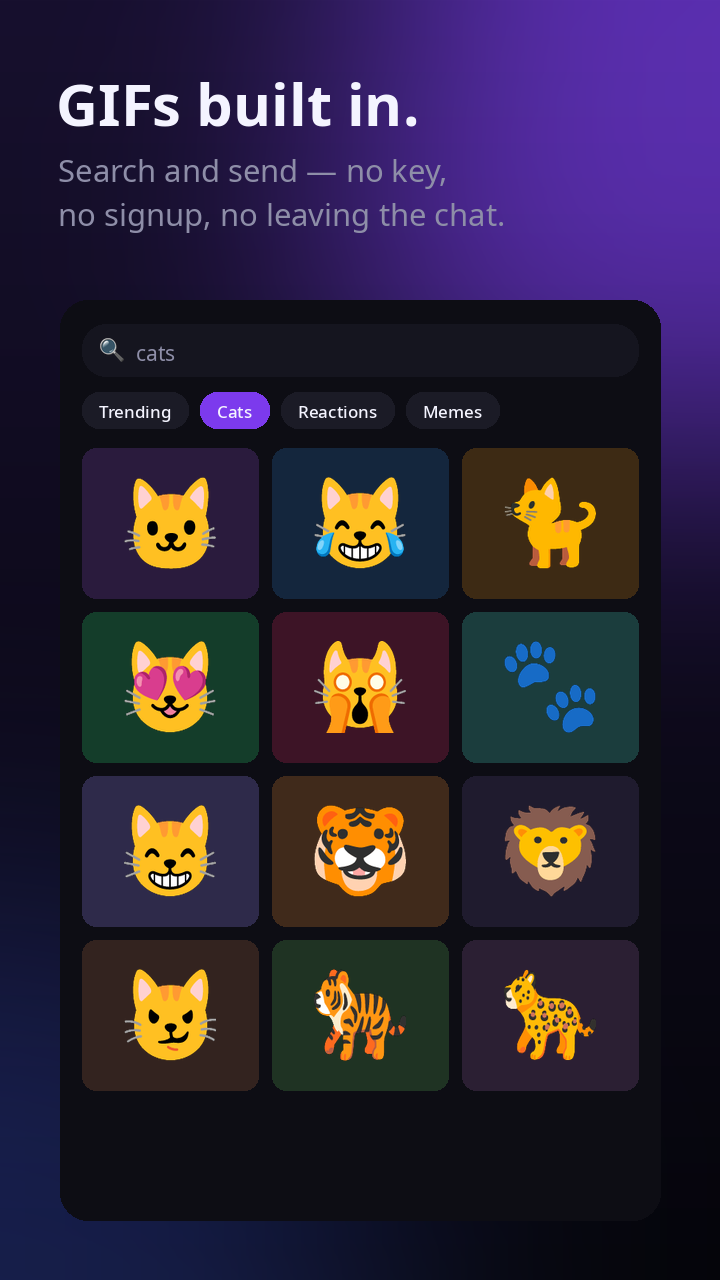 GIFs built in.
Search and send — no key,
no signup, no leaving the chat.
cats
Trending Cats Reactions Memes